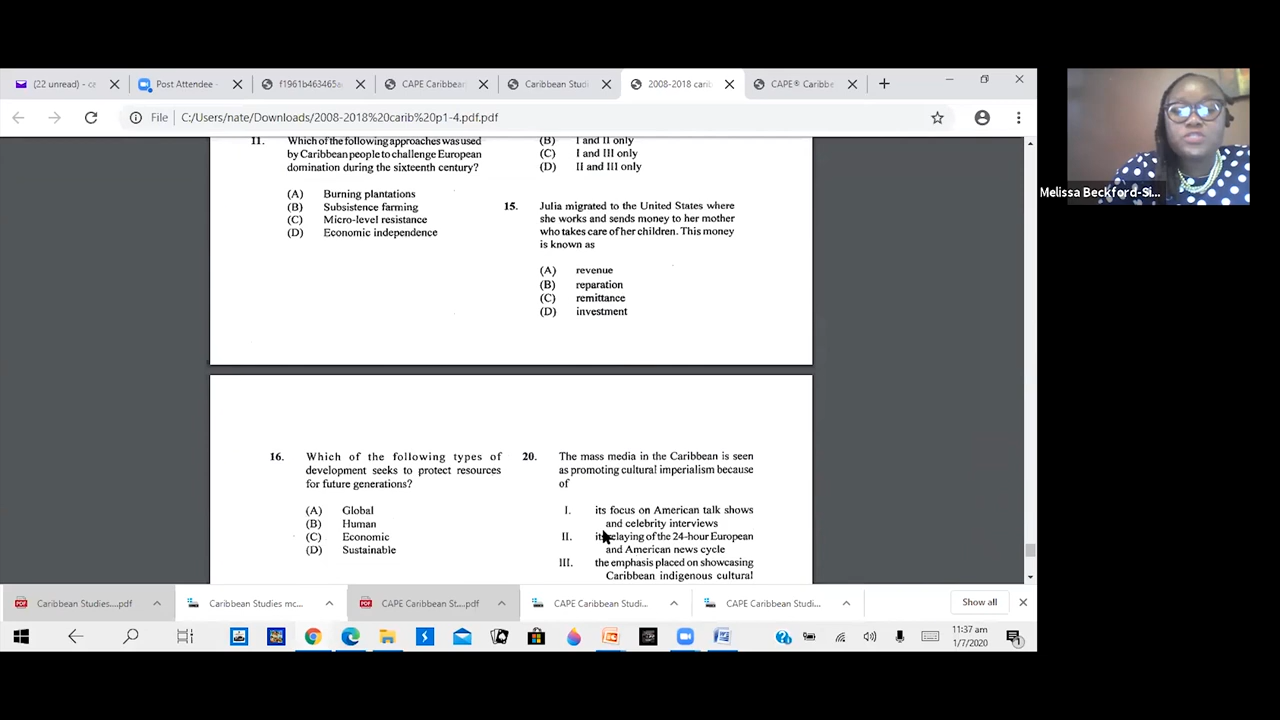 (22 unread) - ca
Post Attendee -
f1961b463465a
CAPE Caribbean
Caribbean Studi
2008-2018 carib
CAPE® Caribbe
File C:/Users/nate/Downloads/2008-2018%20carib%20p1-4.pdf.pdf
11. Which of the following approaches was used
by Caribbean people to challenge European
domination during the sixteenth century?
(A) Burning plantations
(B) Subsistence farming
(C) Micro-level resistance
(D) Economic independence
(B) I and II only
(C) I and III only
(D) II and III only
15. Julia migrated to the United States where
she works and sends money to her mother
who takes care of her children. This money
is known as
(A) revenue
(B) reparation
(C) remittance
(D) investment
16. Which of the following types of
development seeks to protect resources
for future generations?
(A) Global
(B) Human
(C) Economic
(D) Sustainable
20. The mass media in the Caribbean is seen
as promoting cultural imperialism because
of
I. its focus on American talk shows
and celebrity interviews
II. its relaying of the 24-hour European
and American news cycle
III. the emphasis placed on showcasing
Caribbean indigenous cultural
Melissa Beckford-Si...
Caribbean Studies....pdf
Caribbean Studies mc...
CAPE Caribbean St....pdf
CAPE Caribbean Studi...
CAPE Caribbean Studi...
Show all
11:37 am
1/7/2020